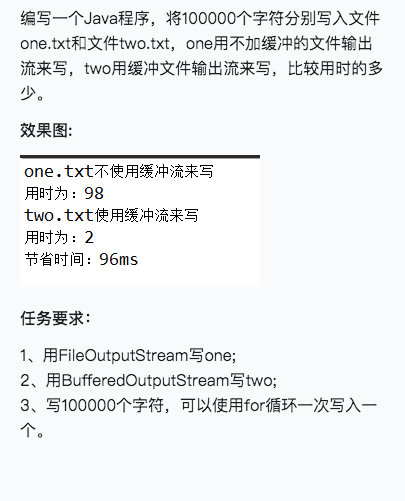 编写一个Java程序，将100000个字符分别写入文件
one.txt和文件two.txt，one用不加缓冲的文件输出
流来写，two用缓冲文件输出流来写，比较用时的多
少。
效果图:
one.txt不使用缓冲流来写
用时为：98
two.txt使用缓冲流来写
用时为：2
节省时间：96ms
任务要求：
1、用FileOutputStream写one;
2、用BufferedOutputStream写two;
3、写100000个字符，可以使用for循环一次写入一
个。